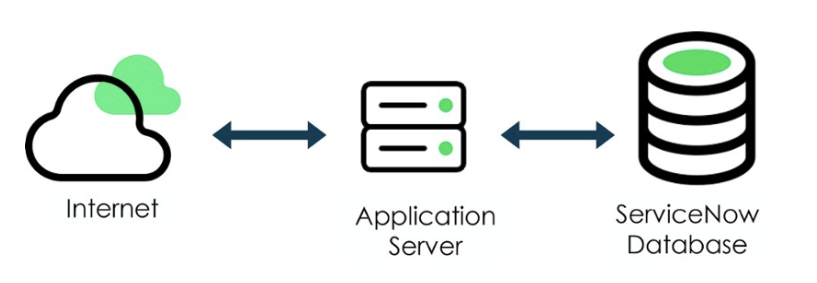 Internet
Application
Server
ServiceNow
Database